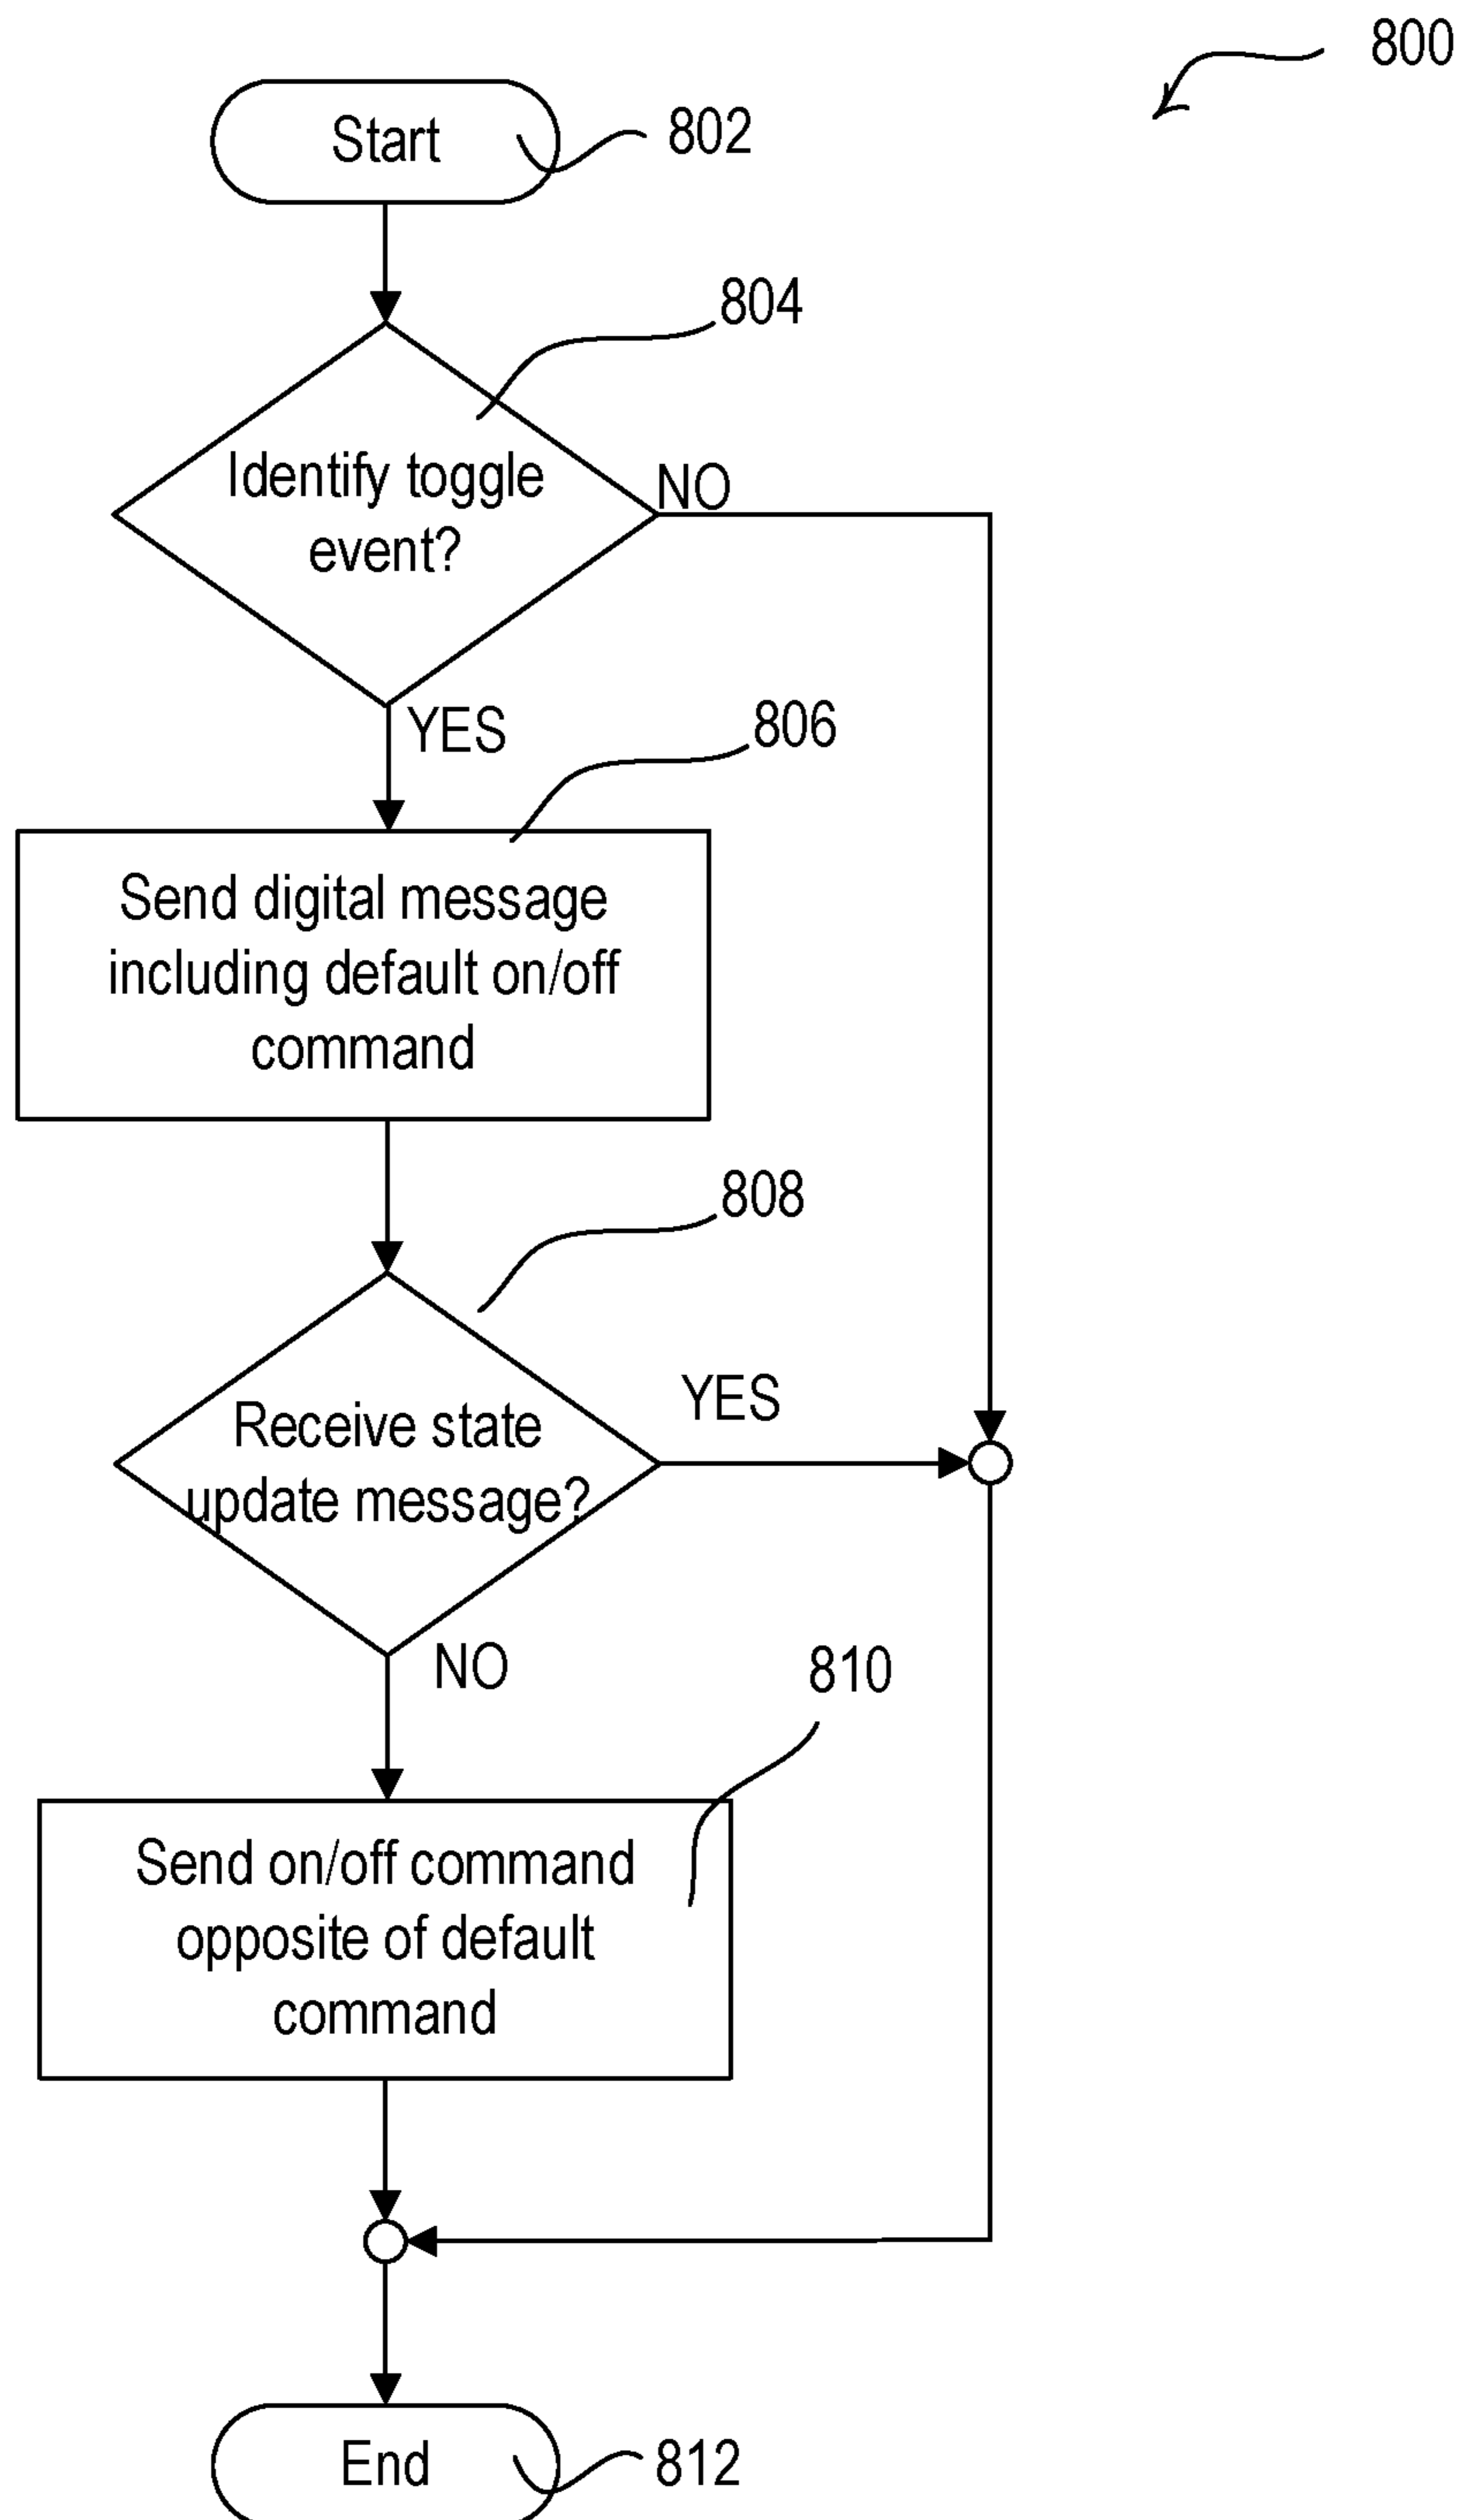 800
Start
802
804
Identify toggle
event?
NO
YES
806
Send digital message
including default on/off
command
808
Receive state
update message?
YES
NO
810
Send on/off command
opposite of default
command
End
812